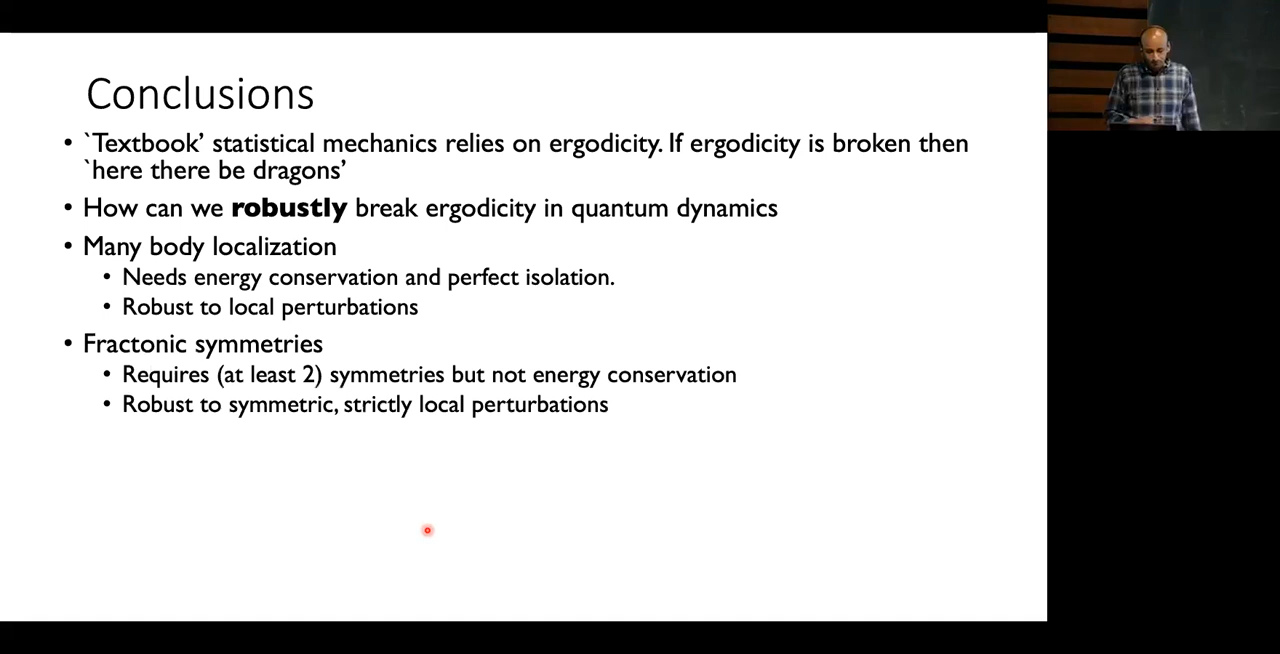 Conclusions
• `Textbook’ statistical mechanics relies on ergodicity. If ergodicity is broken then
`here there be dragons’
• How can we robustly break ergodicity in quantum dynamics
• Many body localization
• Needs energy conservation and perfect isolation.
• Robust to local perturbations
• Fractonic symmetries
• Requires (at least 2) symmetries but not energy conservation
• Robust to symmetric, strictly local perturbations